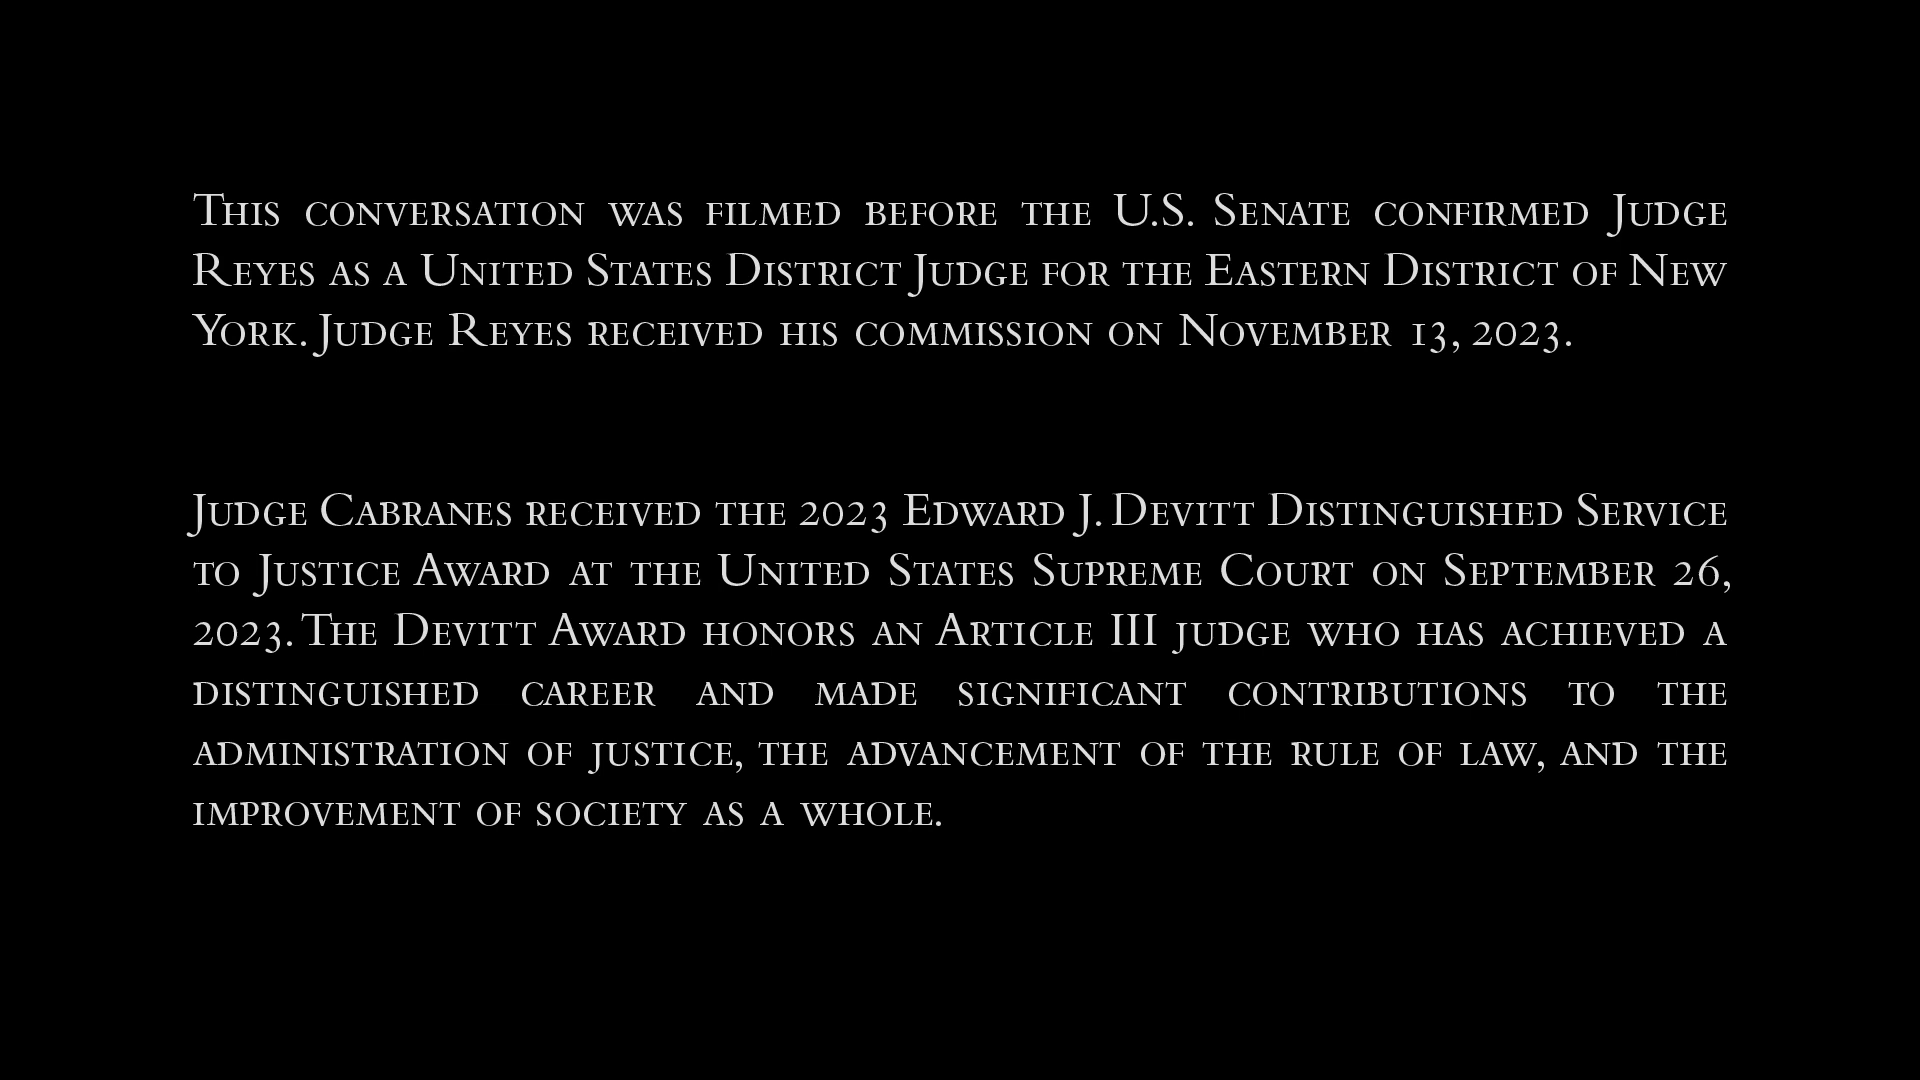 This conversation was filmed before the U.S. Senate confirmed Judge
Reyes as a United States District Judge for the Eastern District of New
York. Judge Reyes received his commission on November 13, 2023.
Judge Cabranes received the 2023 Edward J. Devitt Distinguished Service
to Justice Award at the United States Supreme Court on September 26,
2023. The Devitt Award honors an Article III judge who has achieved a
distinguished career and made significant contributions to the
administration of justice, the advancement of the rule of law, and the
improvement of society as a whole.